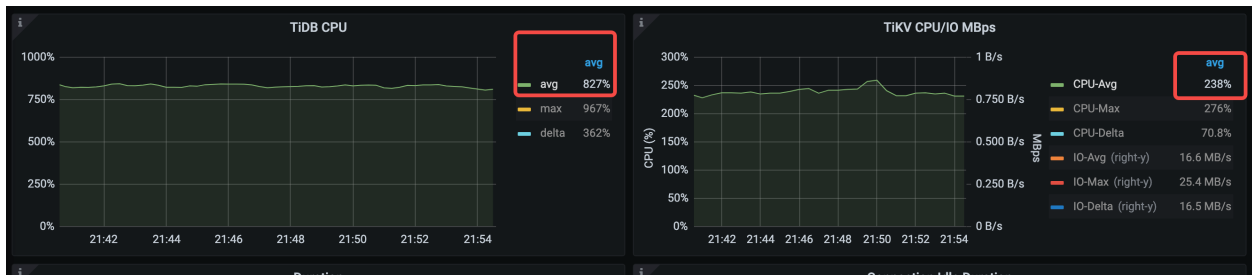 i
TiDB CPU
1000%
750%
500%
250%
0%
21:42 21:44 21:46 21:48 21:50 21:52 21:54
avg
avg 827%
max 967%
delta 362%
i
TiKV CPU/IO MBps
CPU (%)
300%
250%
200%
150%
100%
50%
0%
21:42 21:44 21:46 21:48 21:50 21:52 21:54
1 B/s
0.750 B/s
0.500 B/s
0.250 B/s
0 B/s
MBps
avg
CPU-Avg 238%
CPU-Max 276%
CPU-Delta 70.8%
IO-Avg (right-y) 16.6 MB/s
IO-Max (right-y) 25.4 MB/s
IO-Delta (right-y) 16.5 MB/s
i
i